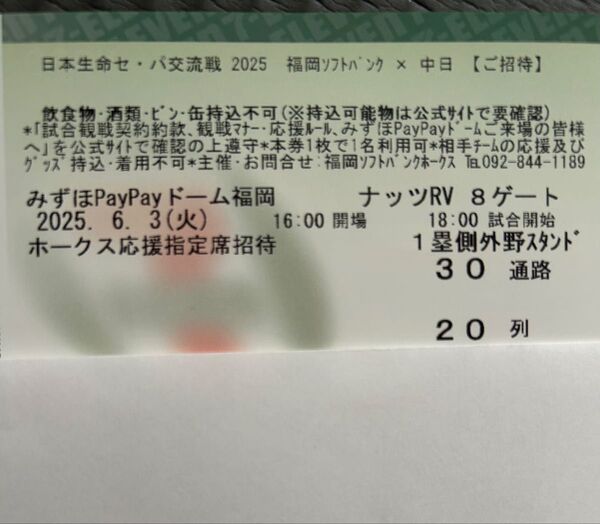 日本生命セ・パ交流戦 2025 福岡ソフトバンク × 中日 【ご招待】
飲食物・酒類・ビン・缶持込不可(※持込可能物は公式サイトで要確認)
*「試合観戦契約約款、観戦マナー・応援ルール、みずほPayPayドームご来場の皆様
へ」を公式サイトで確認の上遵守*本券1枚で1名利用可*相手チームの応援及び
グッズ持込・着用不可*主催・お問合せ:福岡ソフトバンクホークス ℡092-844-1189
みずほPayPayドーム福岡 ナッツRV 8ゲート
2025. 6. 3(火) 16:00 開場 18:00 試合開始
ホークス応援指定席招待 1塁側外野スタンド
30 通路
20 列